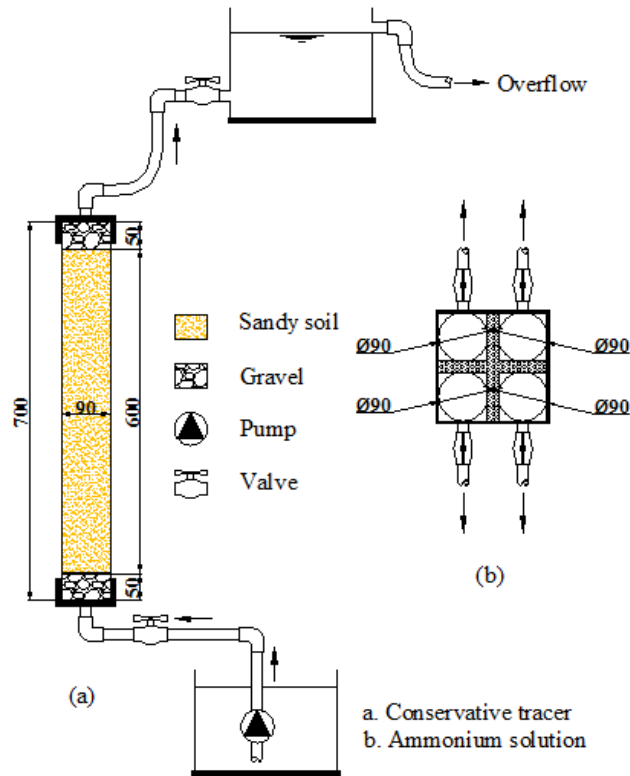 Overflow
50
Sandy soil
Gravel
Pump
Valve
700
90
600
50
Ø90
Ø90
Ø90
Ø90
(b)
(a)
a. Conservative tracer
b. Ammonium solution